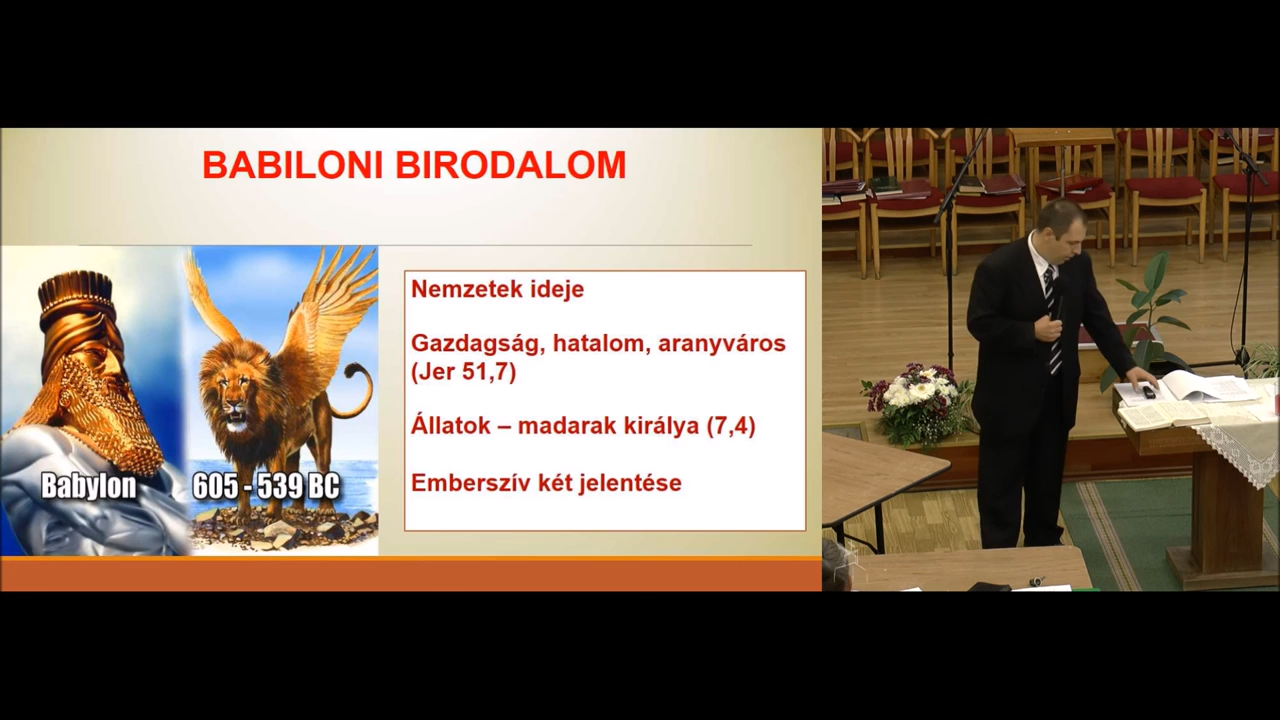 BABILONI BIRODALOM
Babylon
605 - 539 BC
Nemzetek ideje
Gazdagság, hatalom, aranyváros
(Jer 51,7)
Állatok – madarak királya (7,4)
Emberszív két jelentése